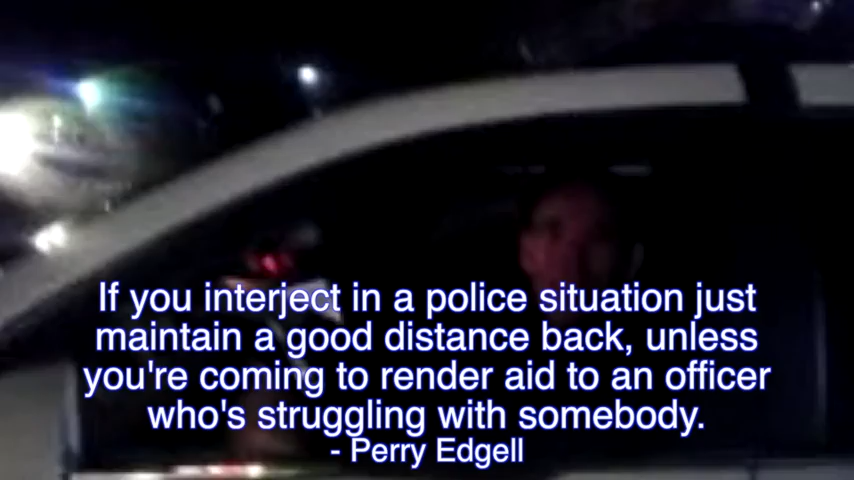 If you interject in a police situation just
maintain a good distance back, unless
you're coming to render aid to an officer
who's struggling with somebody.
- Perry Edgell